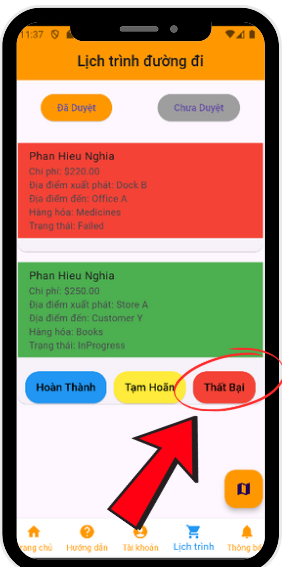 11:37
Lịch trình đường đi
Đã Duyệt
Chưa Duyệt
Phan Hieu Nghia
Chi phí: $220.00
Địa điểm xuất phát: Dock B
Địa điểm đến: Office A
Hàng hóa: Medicines
Trạng thái: Failed
Phan Hieu Nghia
Chi phí: $250.00
Địa điểm xuất phát: Store A
Địa điểm đến: Customer Y
Hàng hóa: Books
Trạng thái: InProgress
Hoàn Thành
Tạm Hoãn
Thất Bại
rang chủ
Hướng dẫn
Tài khoản
Lịch trình
Thông b